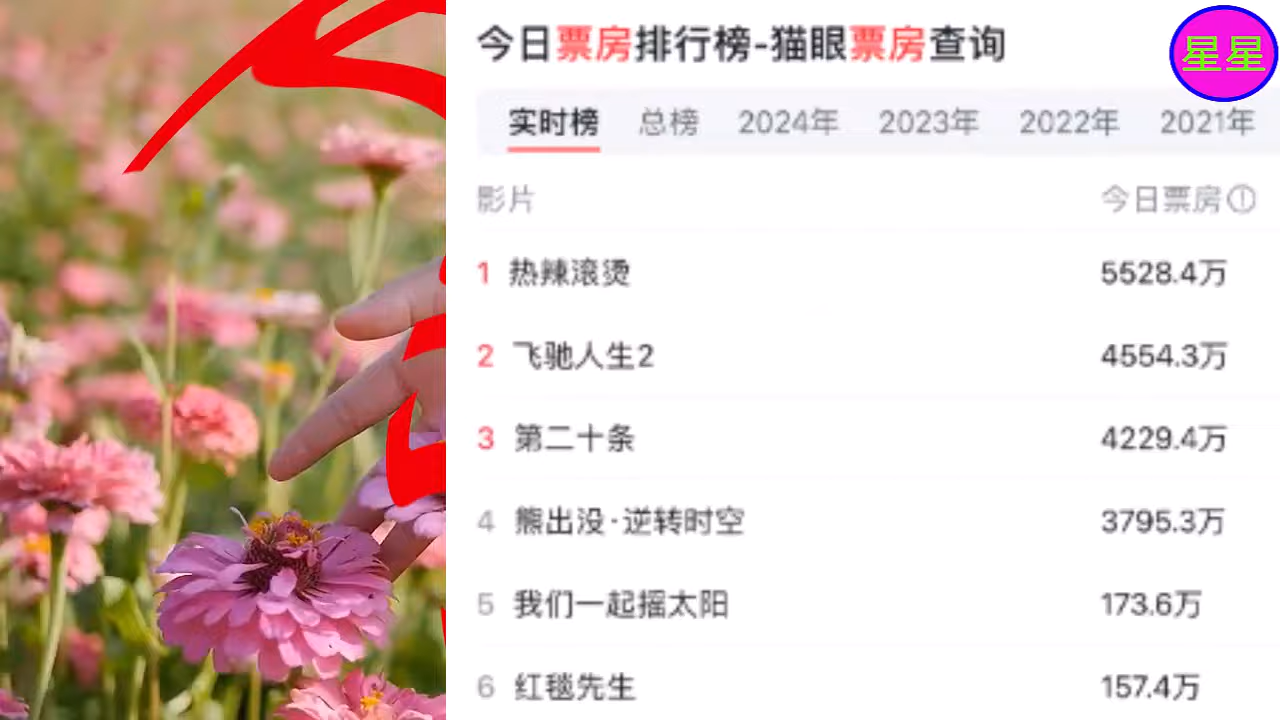 今日票房排行榜-猫眼票房查询
星星
实时榜 总榜 2024年 2023年 2022年 2021年
影片 今日票房
1 热辣滚烫 5528.4万
2 飞驰人生2 4554.3万
3 第二十条 4229.4万
4 熊出没·逆转时空 3795.3万
5 我们一起摇太阳 173.6万
6 红毯先生 157.4万